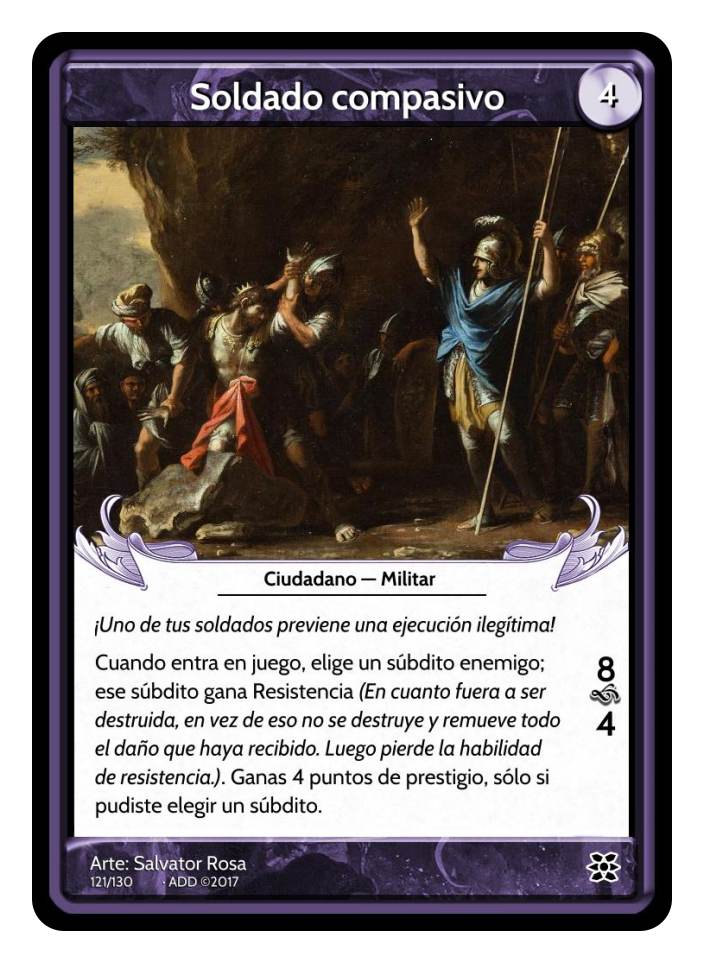 Soldado compasivo
4
Ciudadano — Militar
¡Uno de tus soldados previene una ejecución ilegítima!
Cuando entra en juego, elige un súbdito enemigo;
ese súbdito gana Resistencia (En cuanto fuera a ser
destruida, en vez de eso no se destruye y remueve todo
el daño que haya recibido. Luego pierde la habilidad
de resistencia.). Ganas 4 puntos de prestigio, sólo si
pudiste elegir un súbdito.
8
4
Arte: Salvator Rosa
121/130 · ADD ©2017